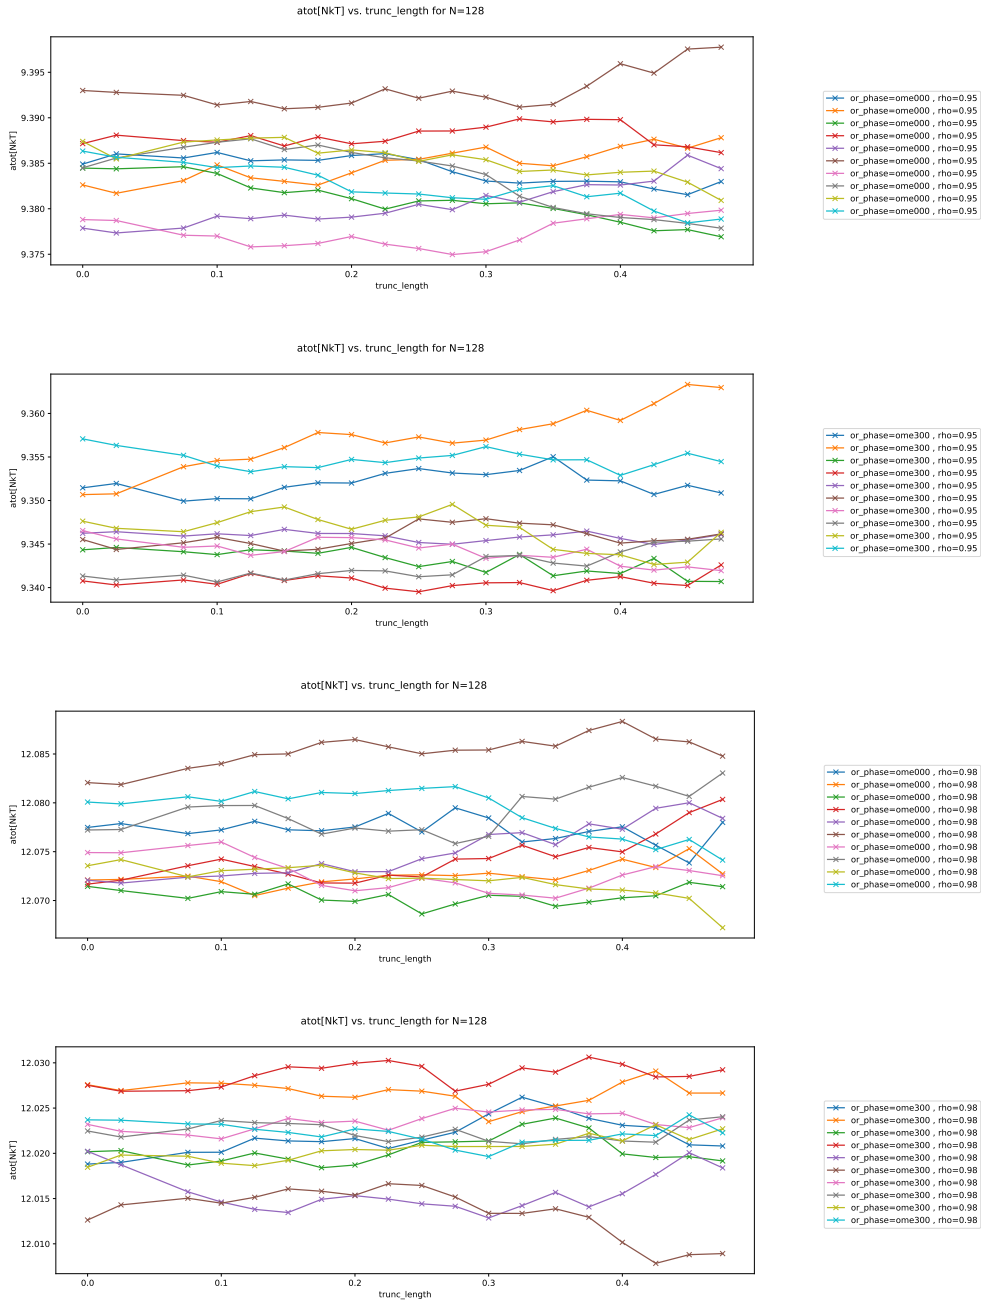 atot[NkT] vs. trunc_length for N=128
9.395
9.390
9.385
9.380
9.375
atot[NkT]
0.0 0.1 0.2 0.3 0.4
trunc_length
or_phase=ome000 , rho=0.95
or_phase=ome000 , rho=0.95
or_phase=ome000 , rho=0.95
or_phase=ome000 , rho=0.95
or_phase=ome000 , rho=0.95
or_phase=ome000 , rho=0.95
or_phase=ome000 , rho=0.95
or_phase=ome000 , rho=0.95
or_phase=ome000 , rho=0.95
or_phase=ome000 , rho=0.95
atot[NkT] vs. trunc_length for N=128
9.360
9.355
9.350
9.345
9.340
atot[NkT]
0.0 0.1 0.2 0.3 0.4
trunc_length
or_phase=ome300 , rho=0.95
or_phase=ome300 , rho=0.95
or_phase=ome300 , rho=0.95
or_phase=ome300 , rho=0.95
or_phase=ome300 , rho=0.95
or_phase=ome300 , rho=0.95
or_phase=ome300 , rho=0.95
or_phase=ome300 , rho=0.95
or_phase=ome300 , rho=0.95
or_phase=ome300 , rho=0.95
atot[NkT] vs. trunc_length for N=128
12.085
12.080
12.075
12.070
atot[NkT]
0.0 0.1 0.2 0.3 0.4
trunc_length
or_phase=ome000 , rho=0.98
or_phase=ome000 , rho=0.98
or_phase=ome000 , rho=0.98
or_phase=ome000 , rho=0.98
or_phase=ome000 , rho=0.98
or_phase=ome000 , rho=0.98
or_phase=ome000 , rho=0.98
or_phase=ome000 , rho=0.98
or_phase=ome000 , rho=0.98
or_phase=ome000 , rho=0.98
atot[NkT] vs. trunc_length for N=128
12.030
12.025
12.020
12.015
12.010
atot[NkT]
0.0 0.1 0.2 0.3 0.4
trunc_length
or_phase=ome300 , rho=0.98
or_phase=ome300 , rho=0.98
or_phase=ome300 , rho=0.98
or_phase=ome300 , rho=0.98
or_phase=ome300 , rho=0.98
or_phase=ome300 , rho=0.98
or_phase=ome300 , rho=0.98
or_phase=ome300 , rho=0.98
or_phase=ome300 , rho=0.98
or_phase=ome300 , rho=0.98